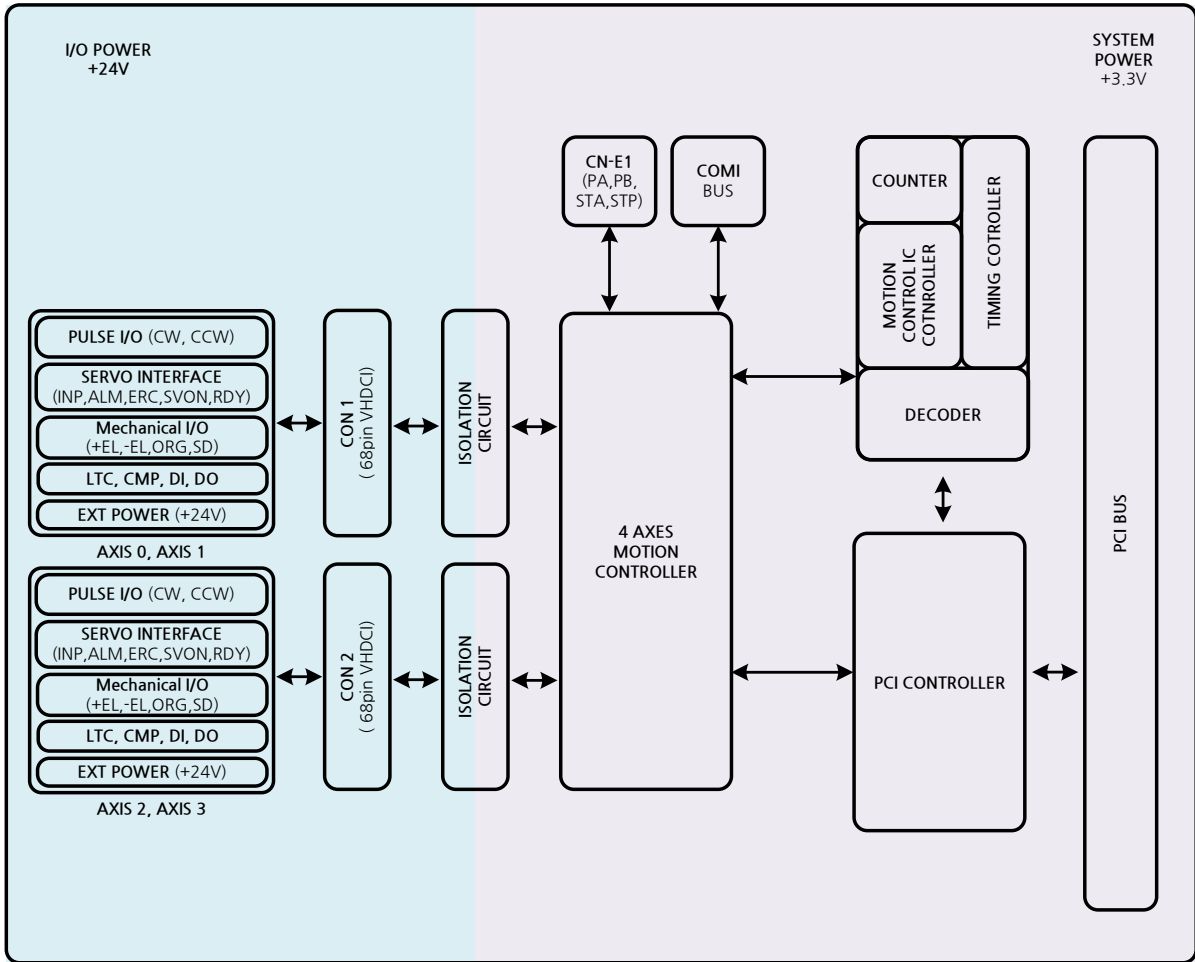 I/O POWER
+24V
SYSTEM
POWER
+3.3V
CN-E1
(PA,PB,
STA,STP)
COMI
BUS
COUNTER
MOTION
CONTROL IC
COTNROLLER
TIMING COTROLLER
DECODER
PULSE I/O (CW, CCW)
SERVO INTERFACE
(INP,ALM,ERC,SVON,RDY)
Mechanical I/O
(+EL,-EL,ORG,SD)
LTC, CMP, DI, DO
EXT POWER (+24V)
AXIS 0, AXIS 1
CON 1
( 68pin VHDCI)
ISOLATION
CIRCUIT
4 AXES
MOTION
CONTROLLER
PULSE I/O (CW, CCW)
SERVO INTERFACE
(INP,ALM,ERC,SVON,RDY)
Mechanical I/O
(+EL,-EL,ORG,SD)
LTC, CMP, DI, DO
EXT POWER (+24V)
AXIS 2, AXIS 3
CON 2
( 68pin VHDCI)
ISOLATION
CIRCUIT
PCI CONTROLLER
PCI BUS